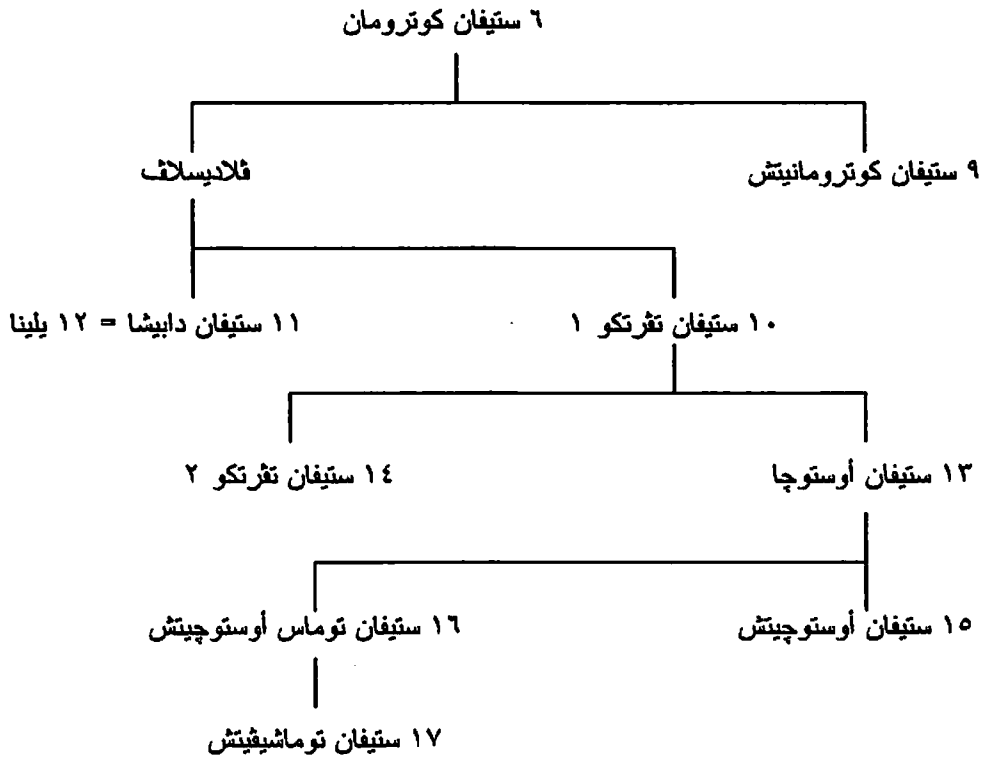 ٦ ستيفان كوترومان
٩ ستيفان كوترومانيتش
ڤلاديسلاڤ
١٠ ستيفان تڤرتكو ١
١١ ستيفان دابيشا = ١٢ يلينا
١٣ ستيفان أوستوچا
١٤ ستيفان تڤرتكو ٢
١٥ ستيفان أوستوچيتش
١٦ ستيفان توماس أوستوچيتش
١٧ ستيفان توماشيڤيتش